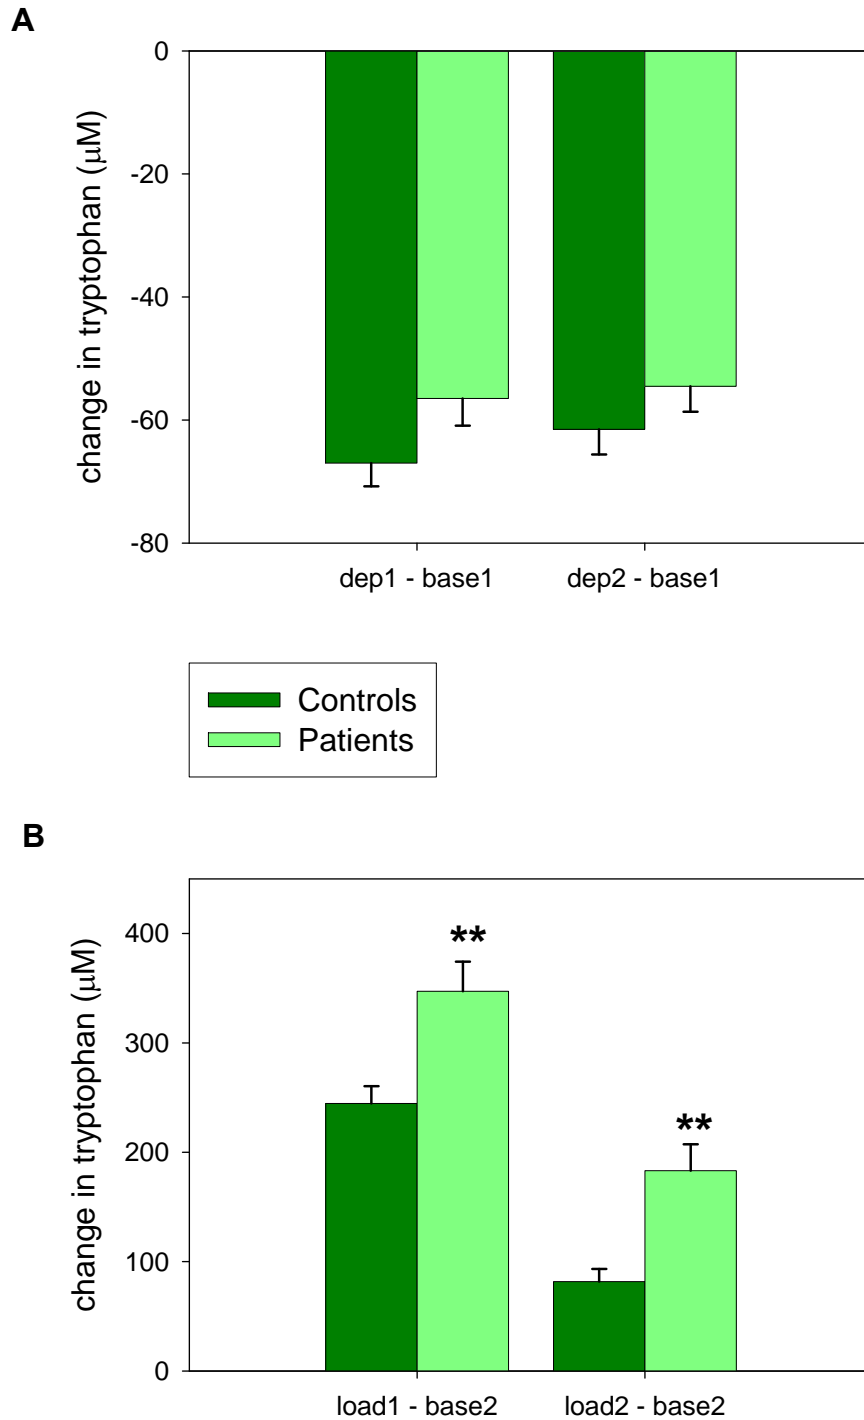 A
change in tryptophan (μM)
0
-20
-40
-60
-80
dep1 - base1
dep2 - base1
Controls
Patients
B
change in tryptophan (μM)
400
300
200
100
0
**
**
load1 - base2
load2 - base2